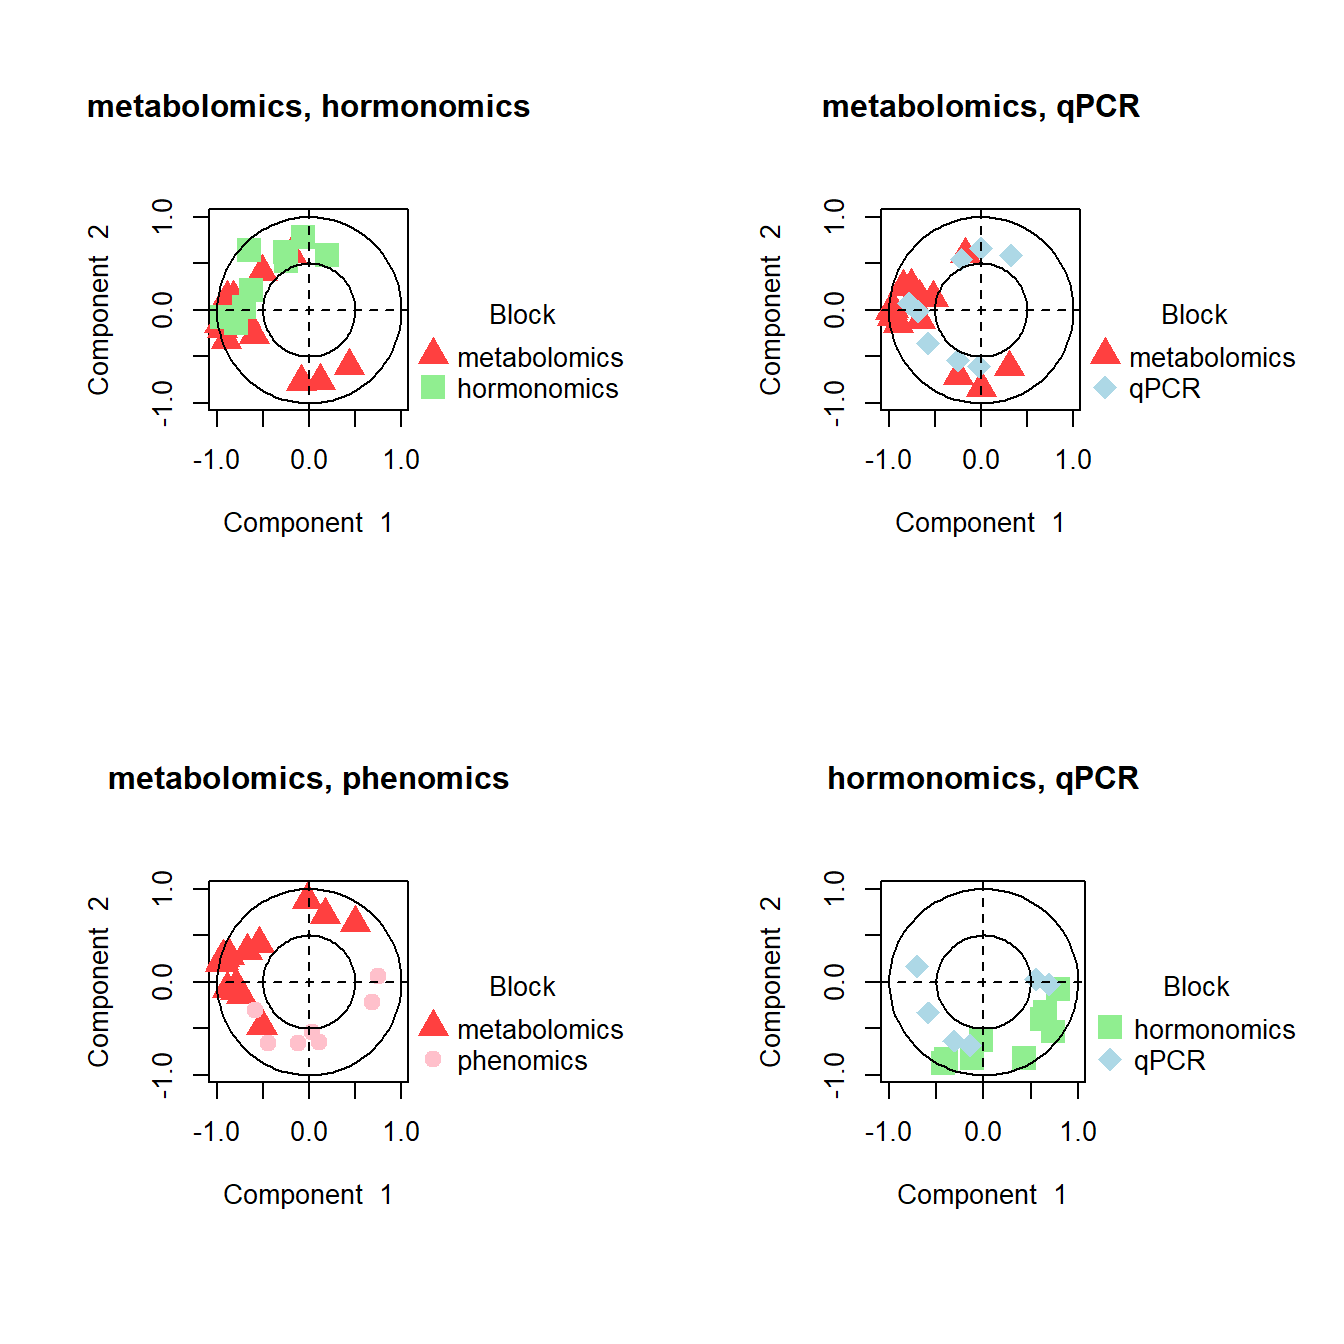 metabolomics, hormonomics
Component 2
1.0
0.0
-1.0
-1.0 0.0 1.0
Component 1
Block
metabolomics
hormonomics
metabolomics, qPCR
Component 2
1.0
0.0
-1.0
-1.0 0.0 1.0
Component 1
Block
metabolomics
qPCR
metabolomics, phenomics
Component 2
1.0
0.0
-1.0
-1.0 0.0 1.0
Component 1
Block
metabolomics
phenomics
hormonomics, qPCR
Component 2
1.0
0.0
-1.0
-1.0 0.0 1.0
Component 1
Block
hormonomics
qPCR